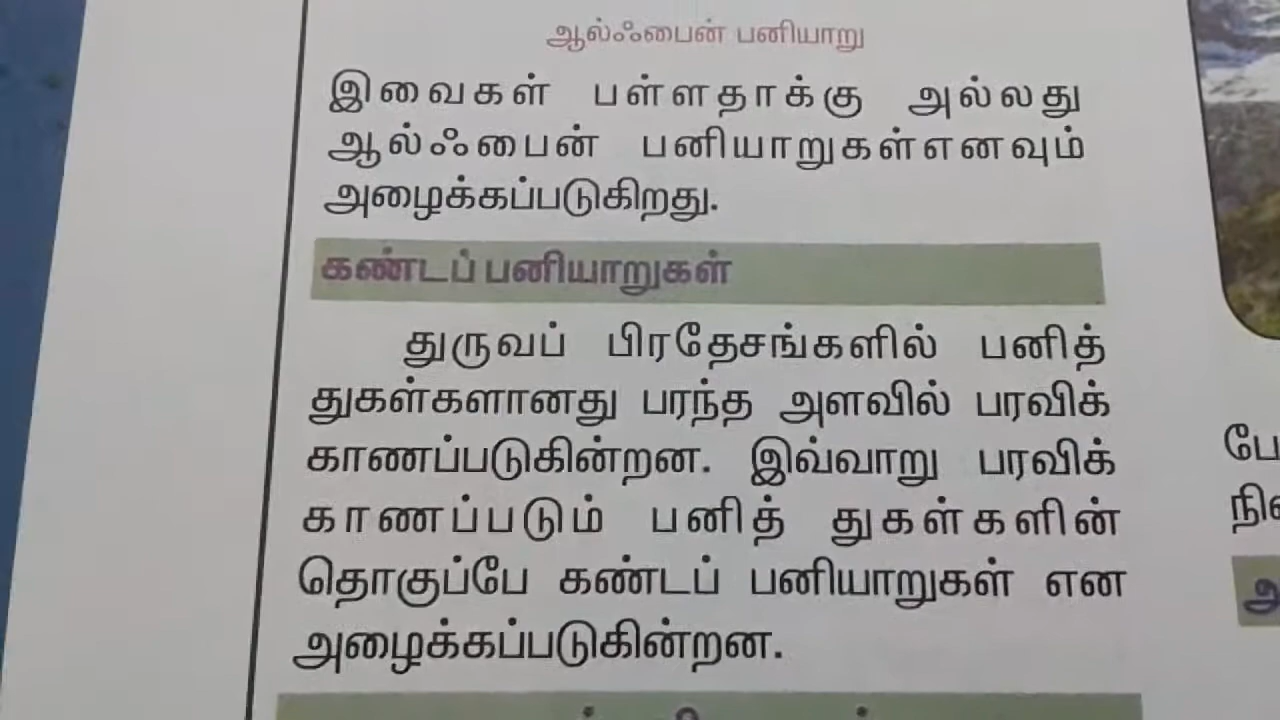 ஆல்ஃபைன் பனியாறு
இவைகள் பள்ளதாக்கு அல்லது
ஆல்ஃபைன் பனியாறுகள்எனவும்
அழைக்கப்படுகிறது.
கண்டப் பனியாறுகள்
துருவப் பிரதேசங்களில் பனித்
துகள்களானது பரந்த அளவில் பரவிக்
காணப்படுகின்றன. இவ்வாறு பரவிக்
காணப்படும் பனித் துகள்களின்
தொகுப்பே கண்டப் பனியாறுகள் என
அழைக்கப்படுகின்றன.